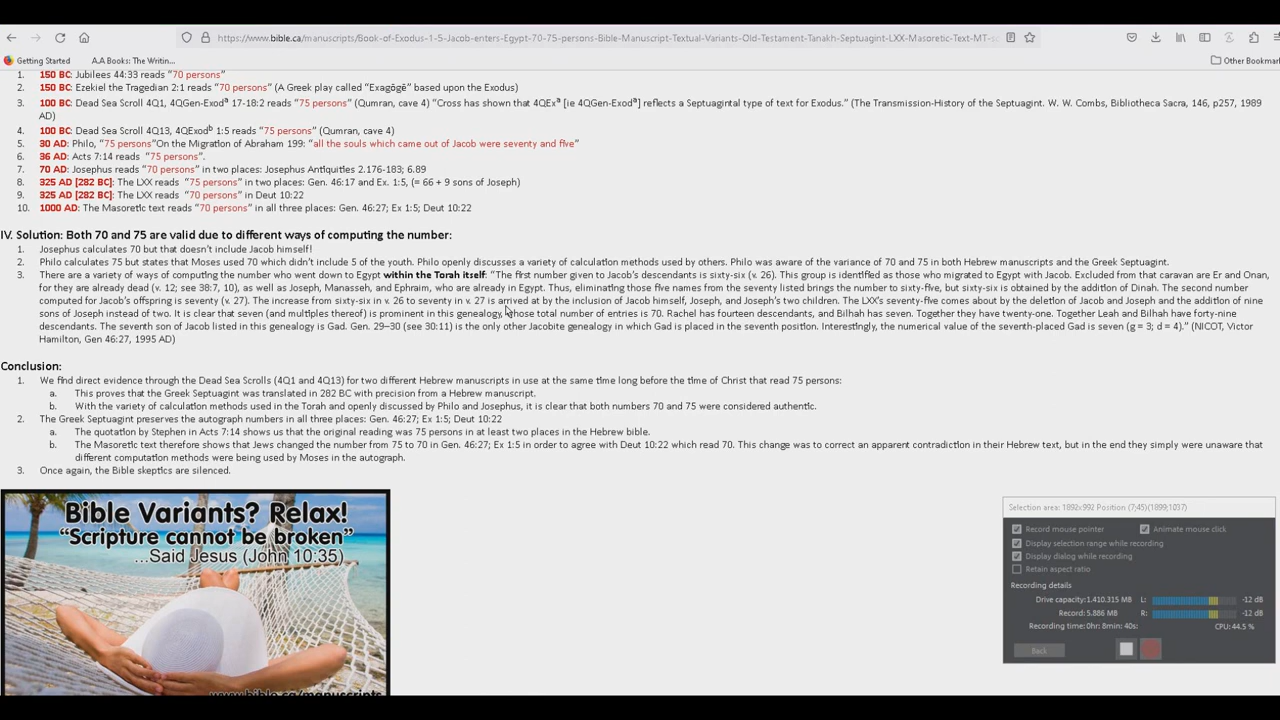 https://www.bible.ca/manuscripts/Book-of-Exodus-1-5-Jacob-enters-Egypt-70-75-persons-Bible-Manuscript-Textual-Variants-Old-Testament-Tanakh-Septuagint-LXX-Masoretic-Text-MT-sc
Getting Started A.A Books: The Writin... Other Bookmar
1. 150 BC: Jubilees 44:33 reads "70 persons"
2. 150 BC: Ezekiel the Tragedian 2:1 reads "70 persons" (A Greek play called "Exagōgē" based upon the Exodus)
3. 100 BC: Dead Sea Scroll 4Q1, 4QGen-Exodᵃ 17-18:2 reads "75 persons" (Qumran, cave 4) "Cross has shown that 4QExᵃ [ie 4QGen-Exodᵃ] reflects a Septuagintal type of text for Exodus." (The Transmission-History of the Septuagint. W. W. Combs, Bibliotheca Sacra, 146, p257, 1989
AD)
4. 100 BC: Dead Sea Scroll 4Q13, 4QExodᵇ 1:5 reads "75 persons" (Qumran, cave 4)
5. 30 AD: Philo, "75 persons"On the Migration of Abraham 199: "all the souls which came out of Jacob were seventy and five"
6. 36 AD: Acts 7:14 reads "75 persons".
7. 70 AD: Josephus reads "70 persons" in two places: Josephus Antiquities 2.176-183; 6.89
8. 325 AD [282 BC]: The LXX reads "75 persons" in two places: Gen. 46:17 and Ex. 1:5, (= 66 + 9 sons of Joseph)
9. 325 AD [282 BC]: The LXX reads "70 persons" in Deut 10:22
10. 1000 AD: The Masoretic text reads "70 persons" in all three places: Gen. 46:27; Ex 1:5; Deut 10:22
IV. Solution: Both 70 and 75 are valid due to different ways of computing the number:
1. Josephus calculates 70 but that doesn't include Jacob himself!
2. Philo calculates 75 but states that Moses used 70 which didn't include 5 of the youth. Philo openly discusses a variety of calculation methods used by others. Philo was aware of the variance of 70 and 75 in both Hebrew manuscripts and the Greek Septuagint.
3. There are a variety of ways of computing the number who went down to Egypt within the Torah itself: "The first number given to Jacob's descendants is sixty-six (v. 26). This group is identified as those who migrated to Egypt with Jacob. Excluded from that caravan are Er and Onan,
for they are already dead (v. 12; see 38:7, 10), as well as Joseph, Manasseh, and Ephraim, who are already in Egypt. Thus, eliminating those five names from the seventy listed brings the number to sixty-five, but sixty-six is obtained by the addition of Dinah. The second number
computed for Jacob's offspring is seventy (v. 27). The increase from sixty-six in v. 26 to seventy in v. 27 is arrived at by the inclusion of Jacob himself, Joseph, and Joseph's two children. The LXX's seventy-five comes about by the deletion of Jacob and Joseph and the addition of nine
sons of Joseph instead of two. It is clear that seven (and multiples thereof) is prominent in this genealogy, whose total number of entries is 70. Rachel has fourteen descendants, and Bilhah has seven. Together they have twenty-one. Together Leah and Bilhah have forty-nine
descendants. The seventh son of Jacob listed in this genealogy is Gad. Gen. 29–30 (see 30:11) is the only other Jacobite genealogy in which Gad is placed in the seventh position. Interestingly, the numerical value of the seventh-placed Gad is seven (g = 3; d = 4)." (NICOT, Victor
Hamilton, Gen 46:27, 1995 AD)
Conclusion:
1. We find direct evidence through the Dead Sea Scrolls (4Q1 and 4Q13) for two different Hebrew manuscripts in use at the same time long before the time of Christ that read 75 persons:
a. This proves that the Greek Septuagint was translated in 282 BC with precision from a Hebrew manuscript.
b. With the variety of calculation methods used in the Torah and openly discussed by Philo and Josephus, it is clear that both numbers 70 and 75 were considered authentic.
2. The Greek Septuagint preserves the autograph numbers in all three places: Gen. 46:27; Ex 1:5; Deut 10:22
a. The quotation by Stephen in Acts 7:14 shows us that the original reading was 75 persons in at least two places in the Hebrew bible.
b. The Masoretic text therefore shows that Jews changed the number from 75 to 70 in Gen. 46:27; Ex 1:5 in order to agree with Deut 10:22 which read 70. This change was to correct an apparent contradiction in their Hebrew text, but in the end they simply were unaware that
different computation methods were being used by Moses in the autograph.
3. Once again, the Bible skeptics are silenced.
Bible Variants? Relax!
"Scripture cannot be broken"
...Said Jesus (John 10:35)
www.bible.ca/manuscripts
Selection area: 1892x992 Position (7;45)(1899;1037)
Record mouse pointer Animate mouse click
Display selection range while recording
Display dialog while recording
Retain aspect ratio
Recording details
Drive capacity:1.410.315 MB L: -12 dB
Record:5.886 MB R: -12 dB
Recording time:0hr: 8min: 40s: CPU: 44.5 %
Back